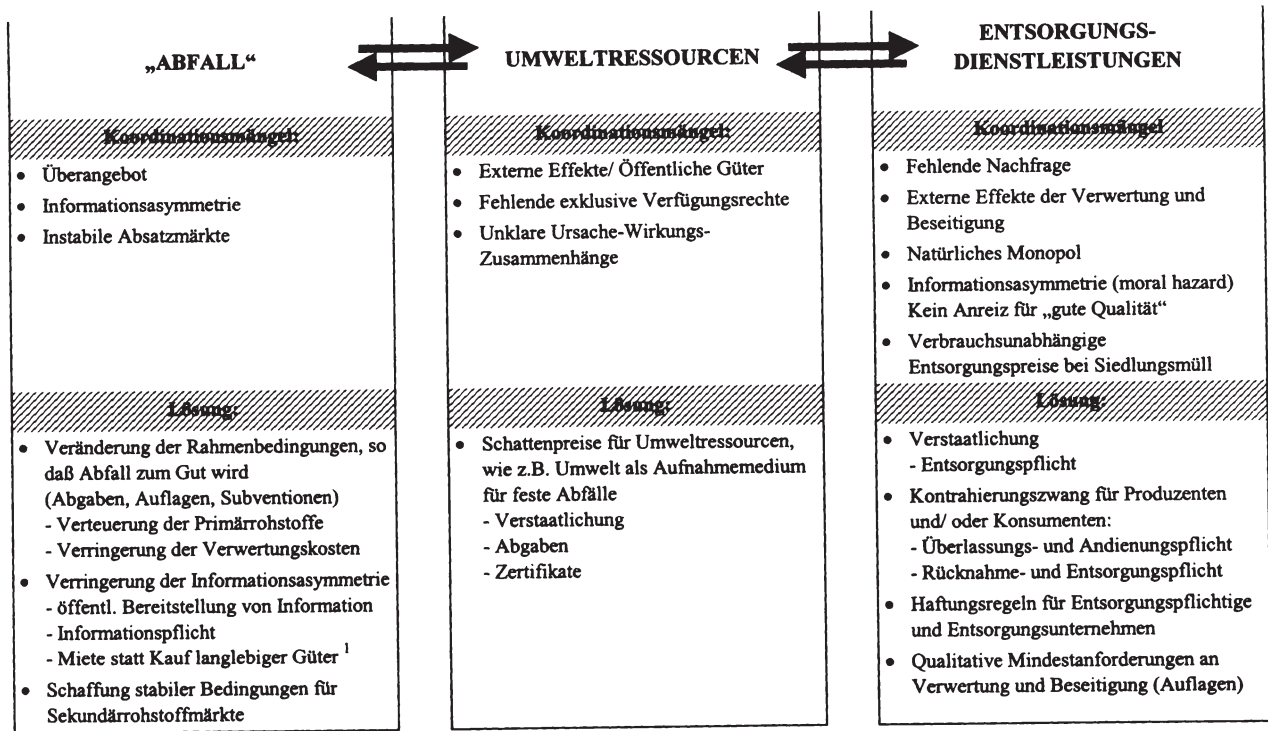 „ABFALL“
Koordinationsmängel:
• Überangebot
• Informationsasymmetrie
• Instabile Absatzmärkte
Lösung:
• Veränderung der Rahmenbedingungen, so
daß Abfall zum Gut wird
(Abgaben, Auflagen, Subventionen)
- Verteuerung der Primärrohstoffe
- Verringerung der Verwertungskosten
• Verringerung der Informationsasymmetrie
- öffentl. Bereitstellung von Information
- Informationspflicht
- Miete statt Kauf langlebiger Güter 1
• Schaffung stabiler Bedingungen für
Sekundärrohstoffmärkte
UMWELTRESSOURCEN
Koordinationsmängel:
• Externe Effekte/ Öffentliche Güter
• Fehlende exklusive Verfügungsrechte
• Unklare Ursache-Wirkungs-
Zusammenhänge
Lösung:
• Schattenpreise für Umweltressourcen,
wie z.B. Umwelt als Aufnahmemedium
für feste Abfälle
- Verstaatlichung
- Abgaben
- Zertifikate
ENTSORGUNGS-
DIENSTLEISTUNGEN
Koordinationsmängel
• Fehlende Nachfrage
• Externe Effekte der Verwertung und
Beseitigung
• Natürliches Monopol
• Informationsasymmetrie (moral hazard)
Kein Anreiz für „gute Qualität“
• Verbrauchsunabhängige
Entsorgungspreise bei Siedlungsmüll
Lösung:
• Verstaatlichung
- Entsorgungspflicht
• Kontrahierungszwang für Produzenten
und/ oder Konsumenten:
- Überlassungs- und Andienungspflicht
- Rücknahme- und Entsorgungspflicht
• Haftungsregeln für Entsorgungspflichtige
und Entsorgungsunternehmen
• Qualitative Mindestanforderungen an
Verwertung und Beseitigung (Auflagen)